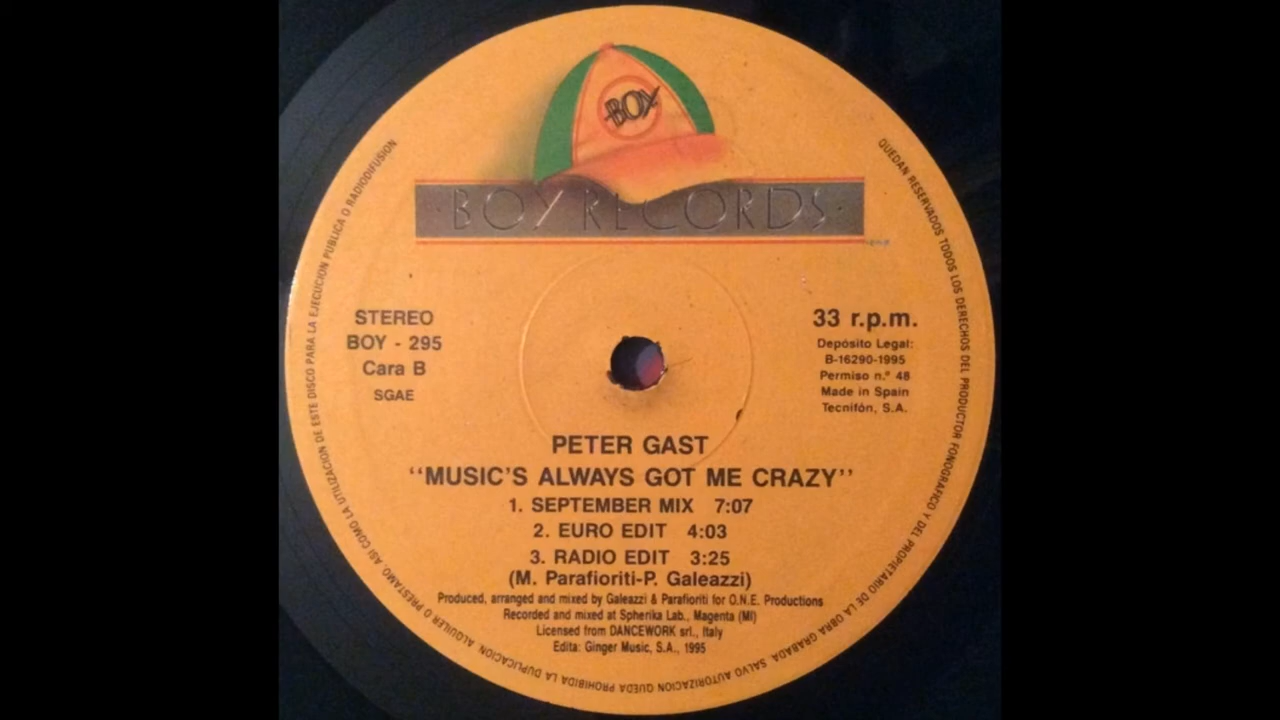 BOY
BOY RECORDS
STEREO
BOY - 295
Cara B
SGAE
33 r.p.m.
Depósito Legal:
B-16290-1995
Permiso n.º 48
Made in Spain
Tecnifón, S.A.
PETER GAST
‘‘MUSIC’S ALWAYS GOT ME CRAZY’’
1. SEPTEMBER MIX 7:07
2. EURO EDIT 4:03
3. RADIO EDIT 3:25
(M. Parafioriti-P. Galeazzi)
Produced, arranged and mixed by Galeazzi & Parafioriti for O.N.E. Productions
Recorded and mixed at Spherika Lab., Magenta (MI)
Licensed from DANCEWORK srl., Italy
Edita: Ginger Music, S.A., 1995
QUEDAN RESERVADOS TODOS LOS DERECHOS DEL PRODUCTOR FONOGRAFICO Y DEL PROPIETARIO DE LA OBRA GRABADA. SALVO AUTORIZACION QUEDA PROHIBIDA LA DUPLICACION, ALQUILER O PRESTAMO, ASI COMO LA UTILIZACION DE ESTE DISCO PARA LA EJECUCION PUBLICA O RADIODIFUSION